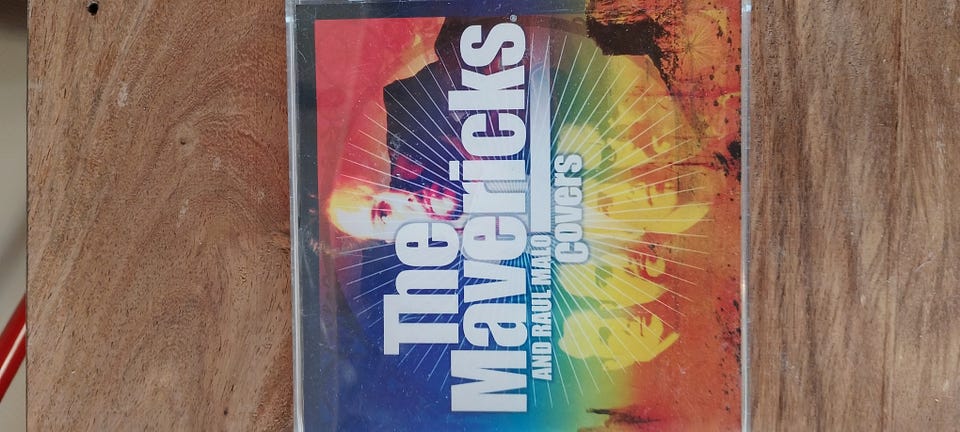 The
Mavericks®
AND RAUL MALO
Covers